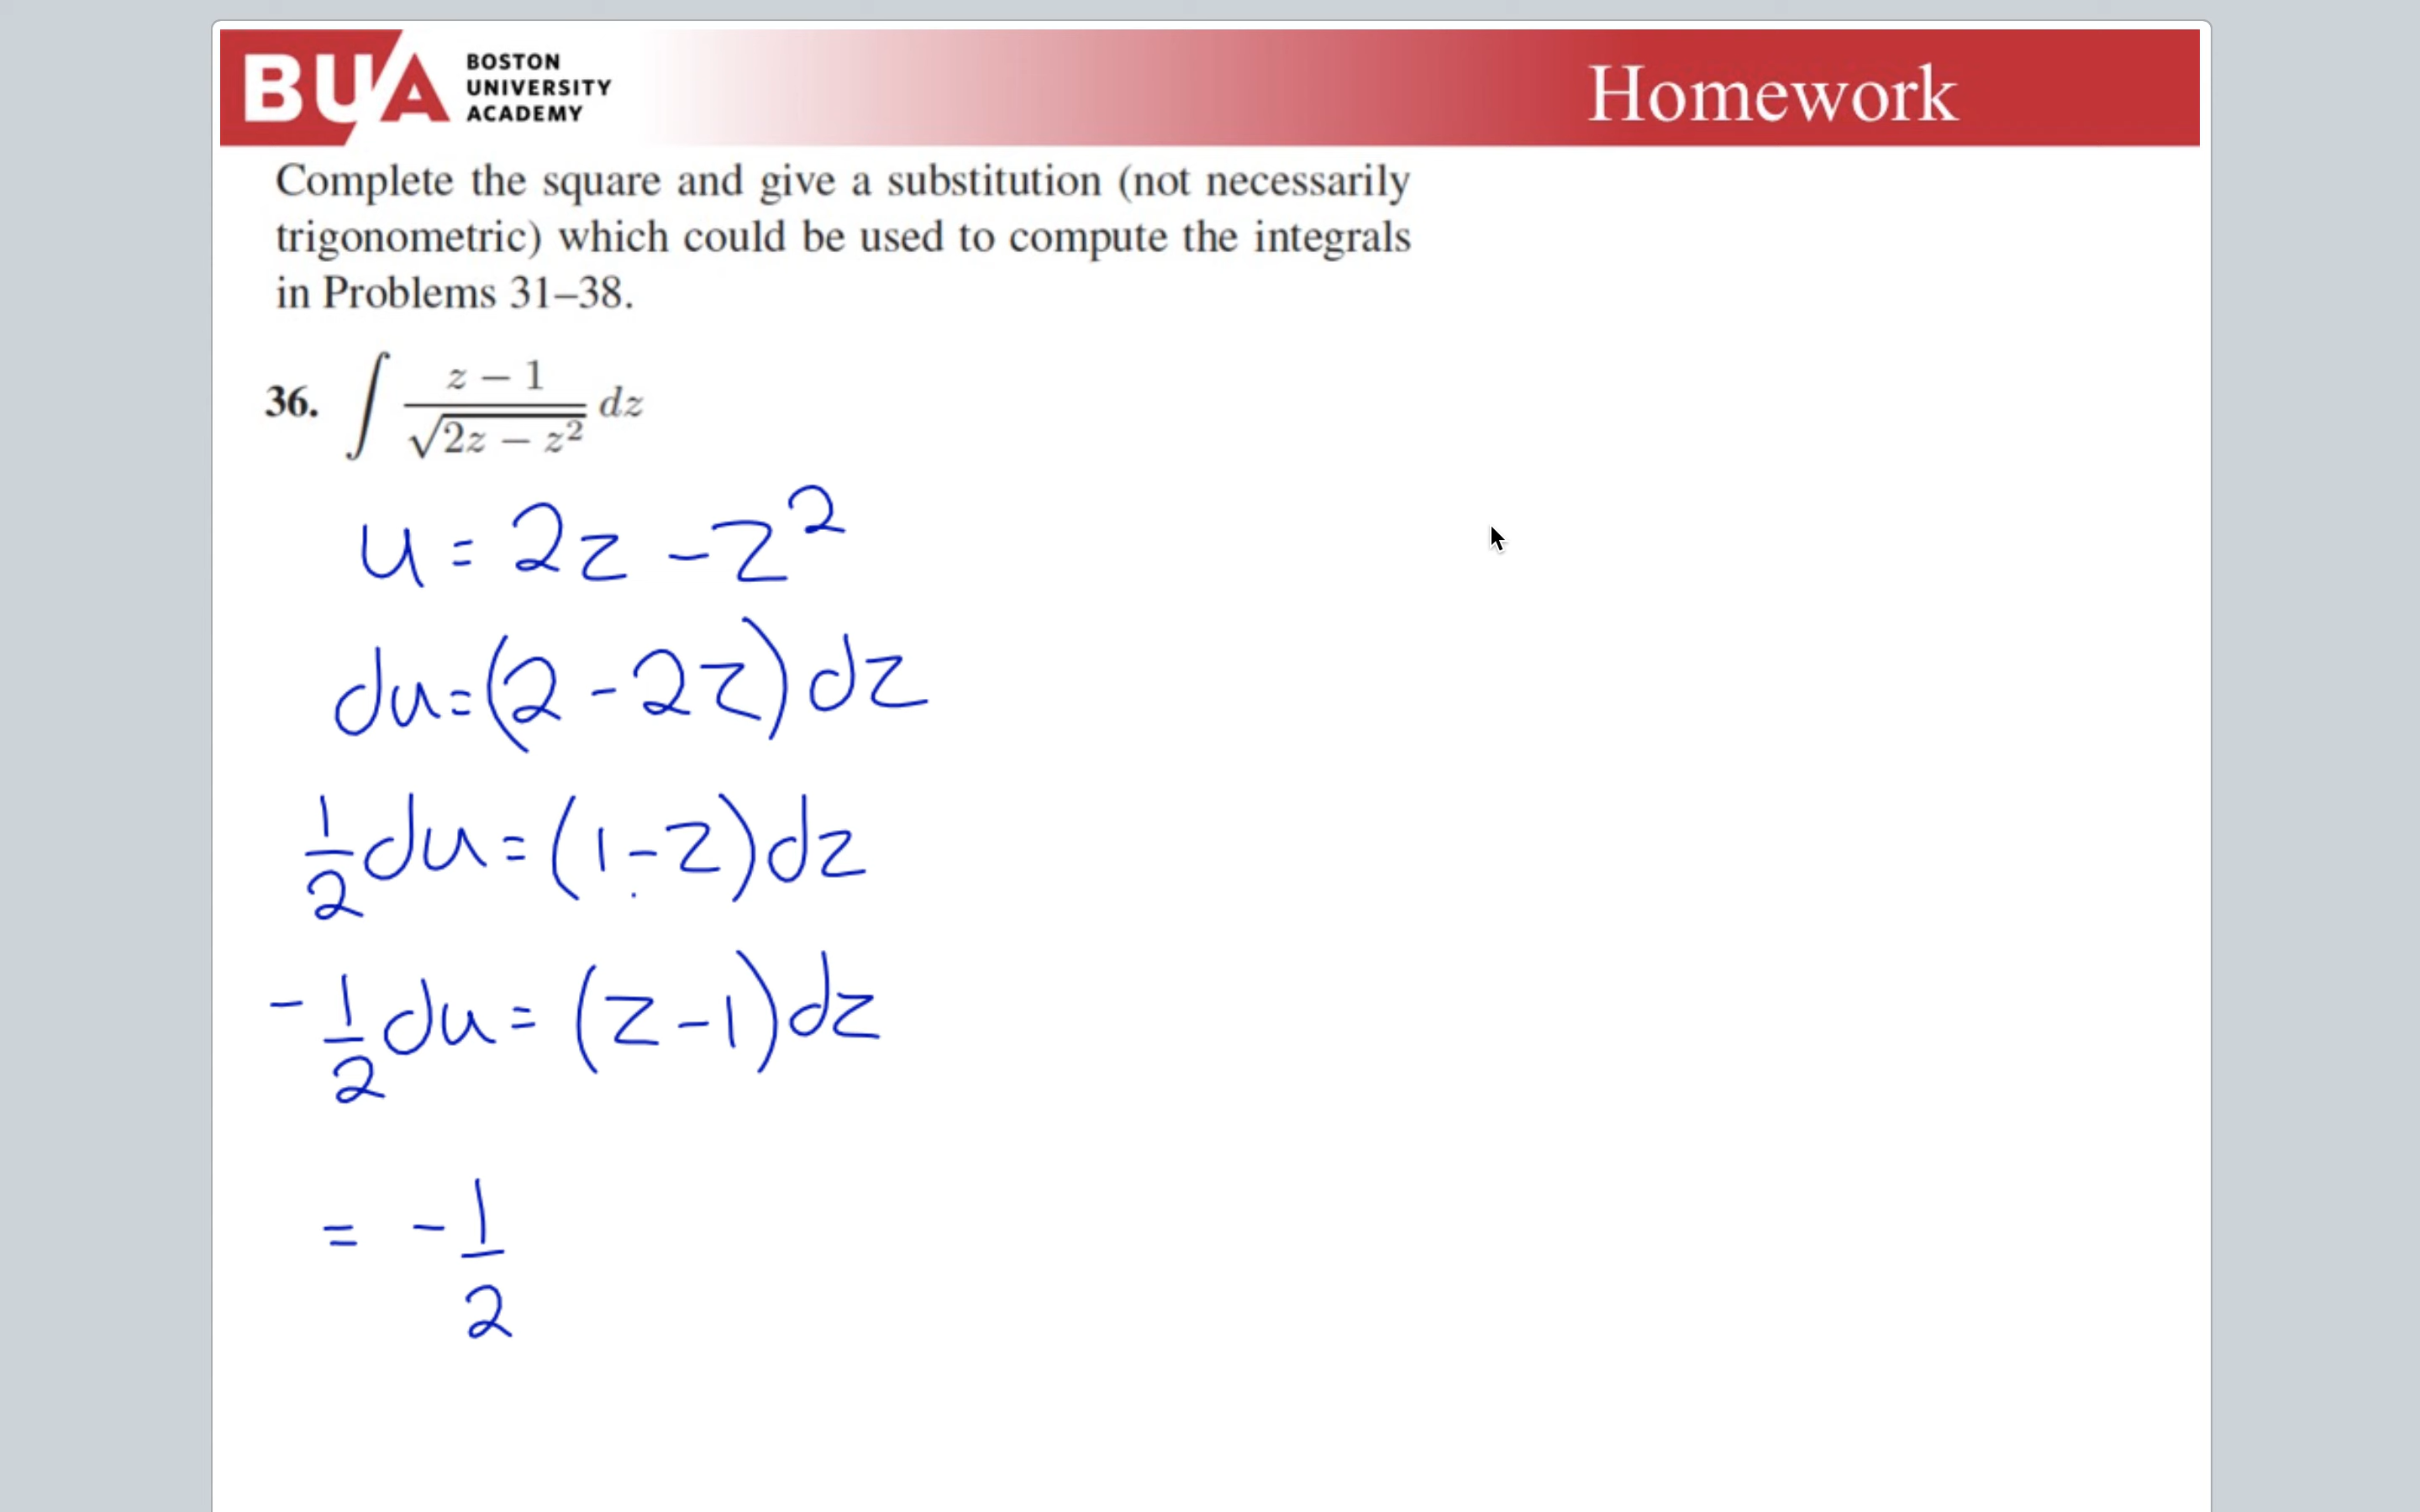 BUA BOSTON UNIVERSITY ACADEMY
Homework
Complete the square and give a substitution (not necessarily
trigonometric) which could be used to compute the integrals
in Problems 31–38.
36. ∫ (z − 1)/√(2z − z²) dz
u = 2z - z²
du = (2 - 2z) dz
1/2 du = (1 - z) dz
- 1/2 du = (z - 1) dz
= - 1/2